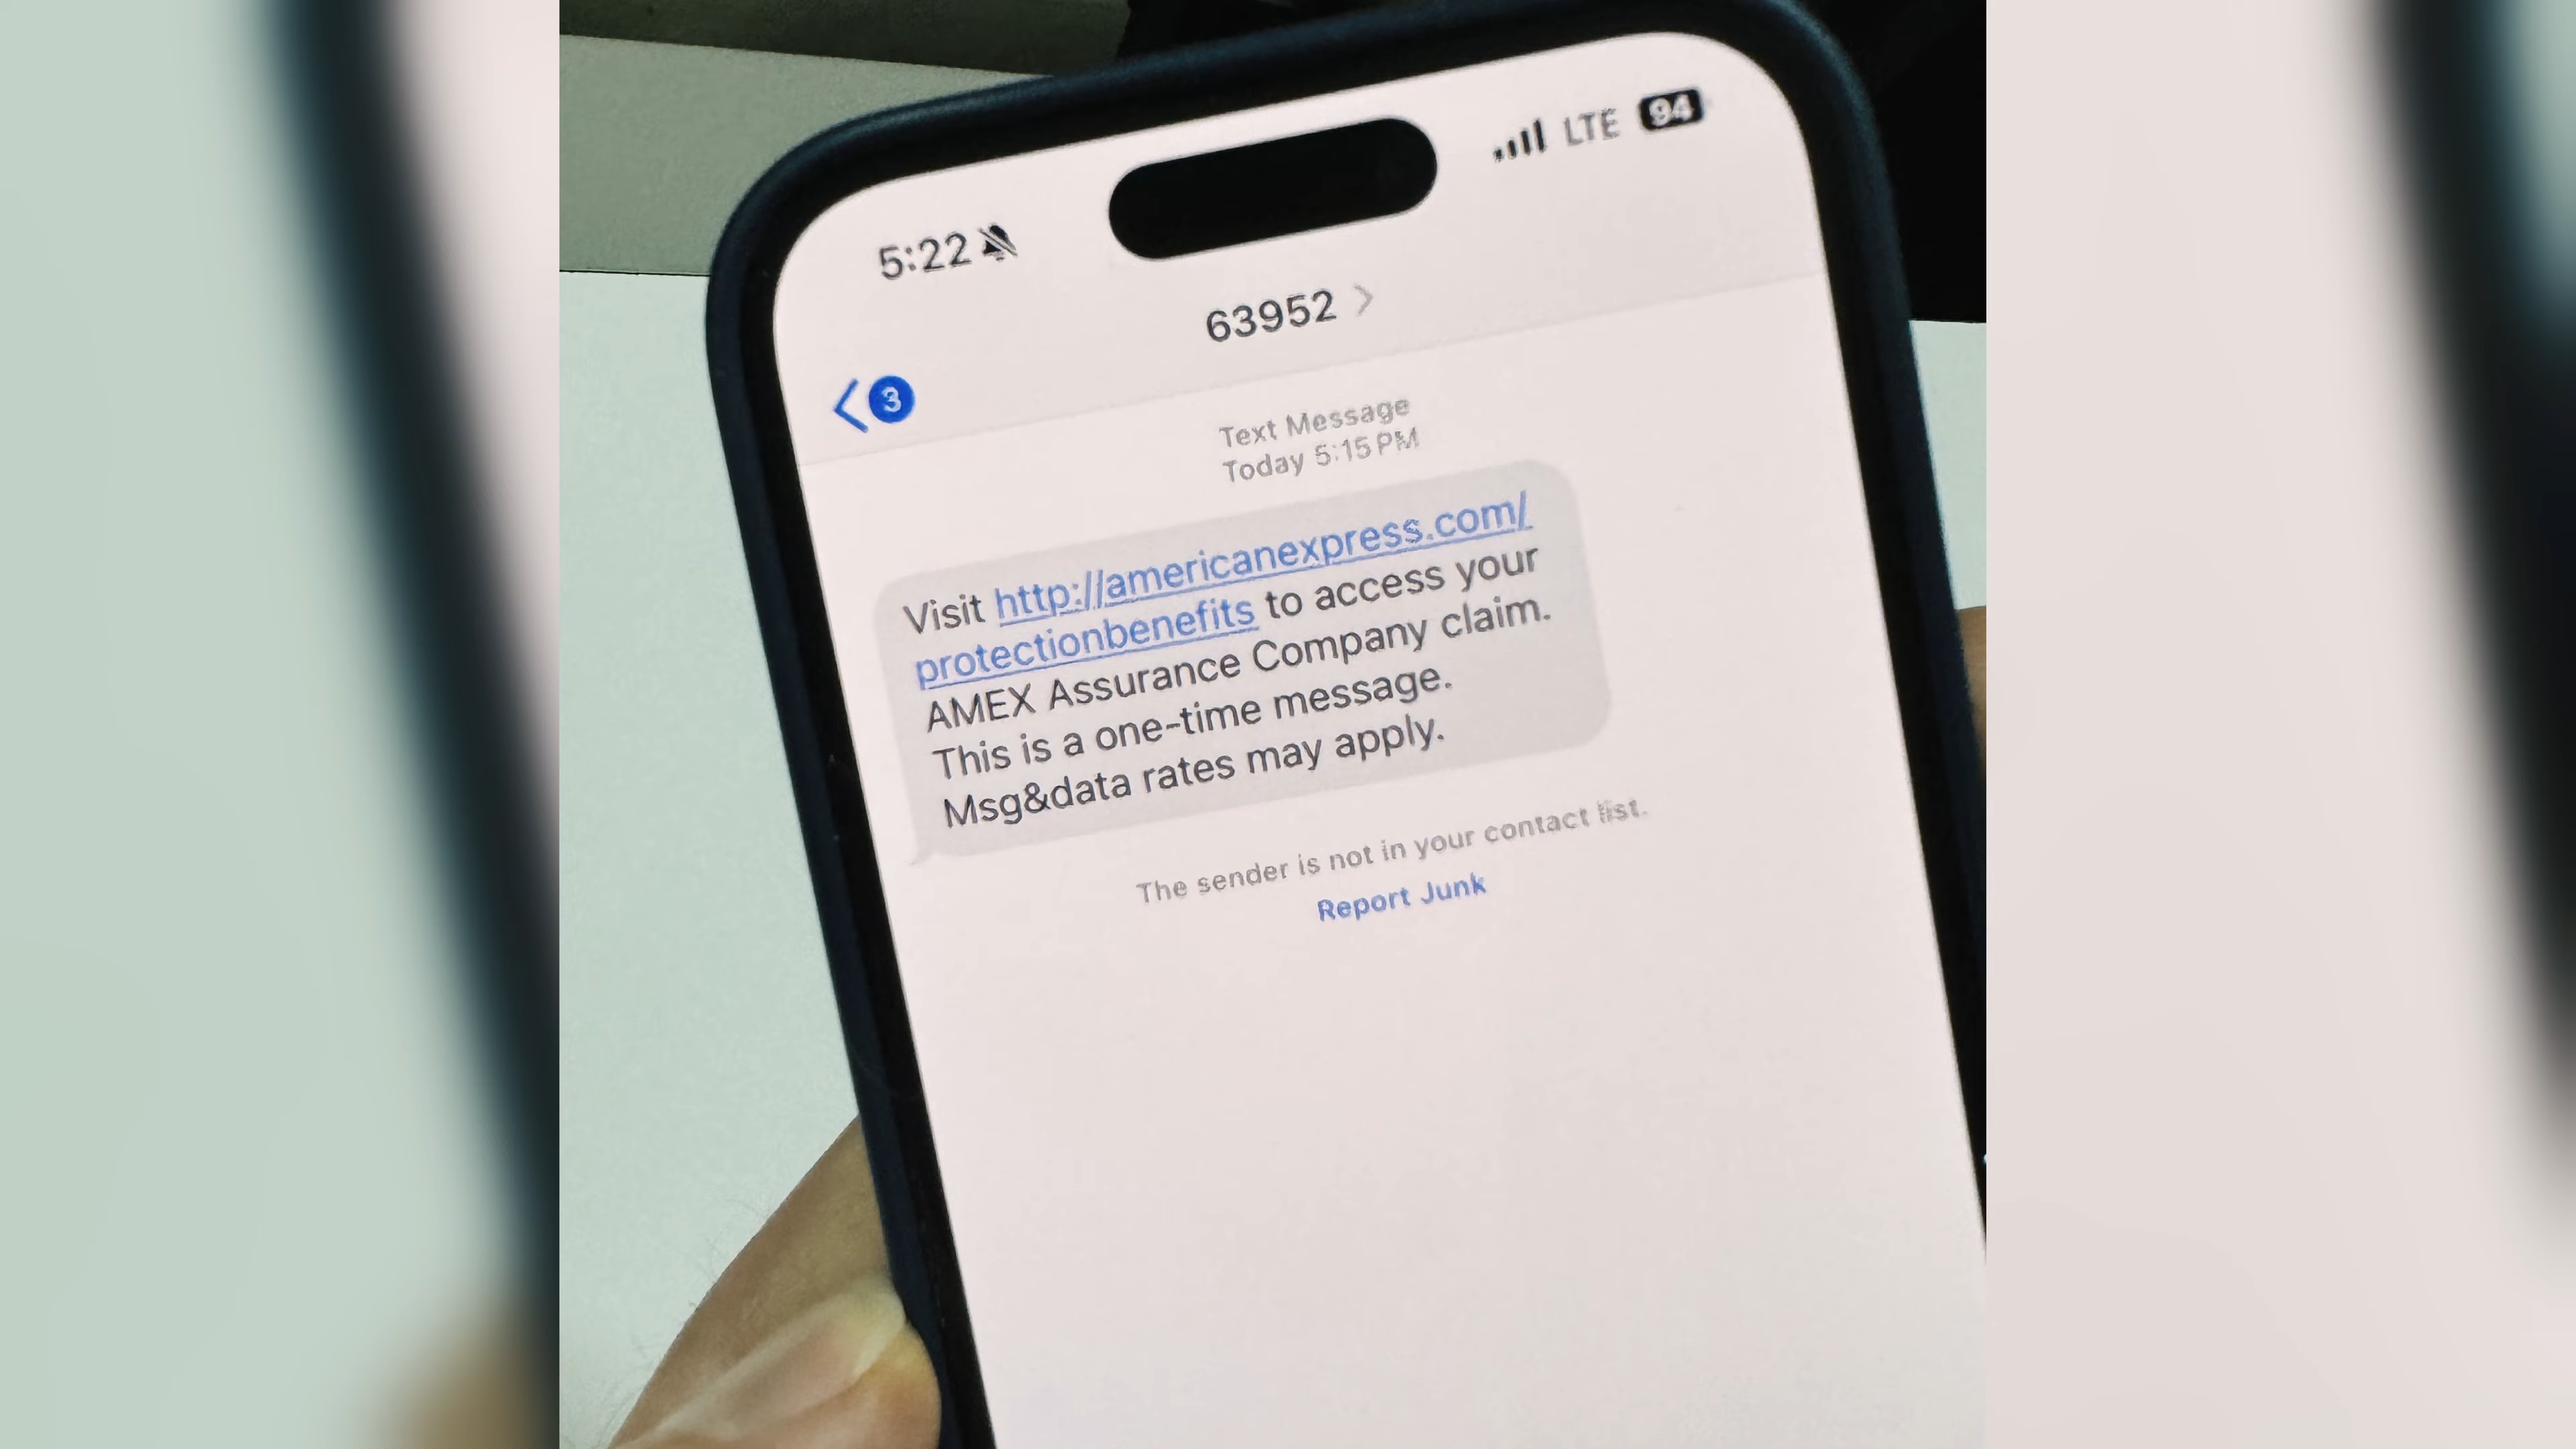 5:22
LTE 94
63952
3
Text Message
Today 5:15 PM
Visit http://americanexpress.com/
protectionbenefits to access your
AMEX Assurance Company claim.
This is a one-time message.
Msg&data rates may apply.
The sender is not in your contact list.
Report Junk